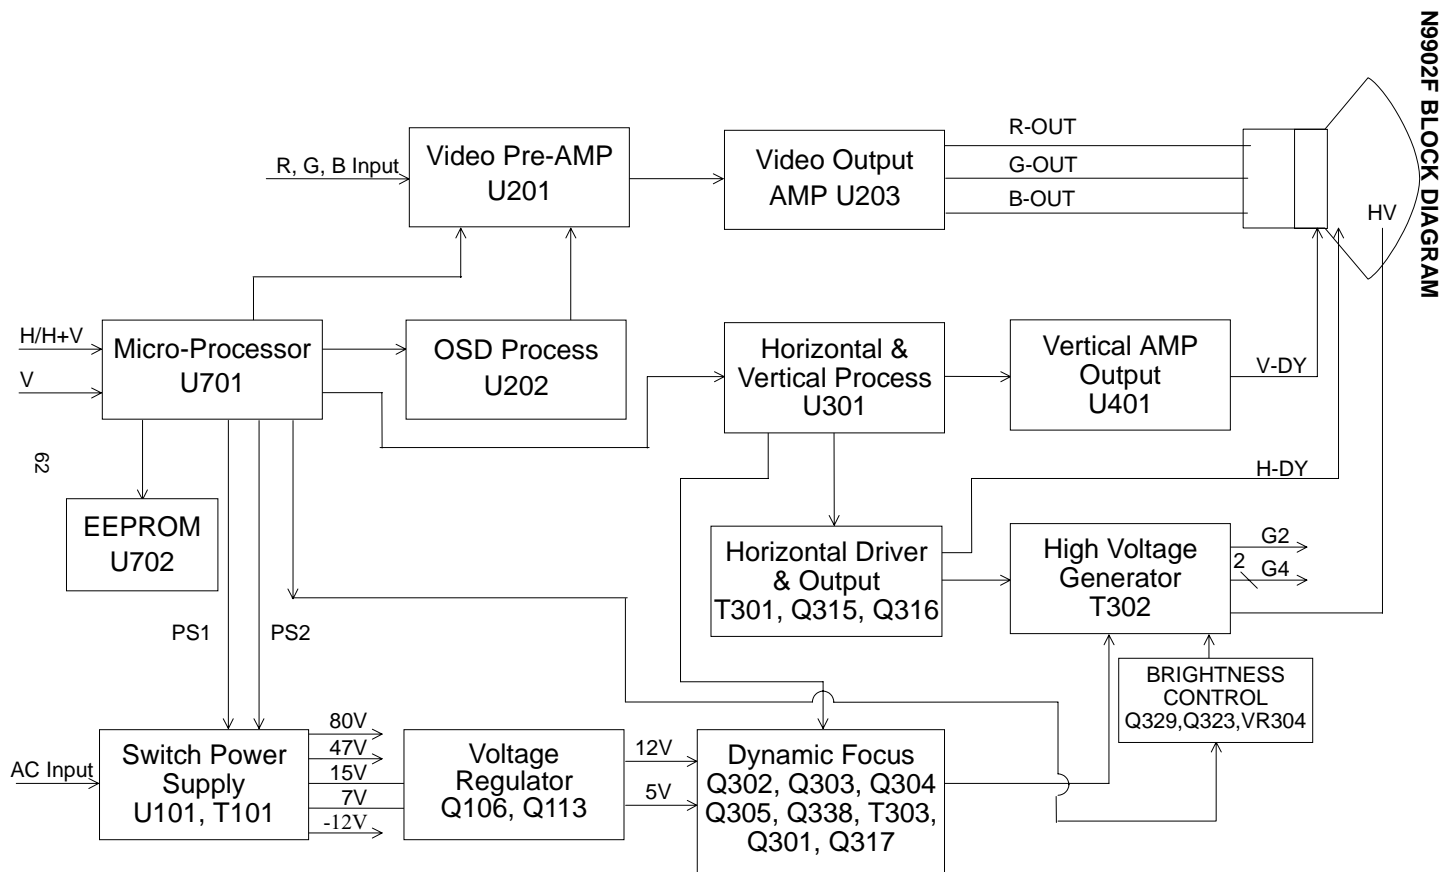 N9902F BLOCK DIAGRAM
R, G, B Input
Video Pre-AMP
U201
Video Output
AMP U203
R-OUT
G-OUT
B-OUT
HV
H/H+V
V
Micro-Processor
U701
OSD Process
U202
Horizontal &
Vertical Process
U301
Vertical AMP
Output
U401
V-DY
H-DY
62
EEPROM
U702
PS1
PS2
Horizontal Driver
& Output
T301, Q315, Q316
High Voltage
Generator
T302
G2
2
G4
BRIGHTNESS
CONTROL
Q329,Q323,VR304
AC Input
Switch Power
Supply
U101, T101
80V
47V
15V
7V
-12V
Voltage
Regulator
Q106, Q113
12V
5V
Dynamic Focus
Q302, Q303, Q304
Q305, Q338, T303,
Q301, Q317